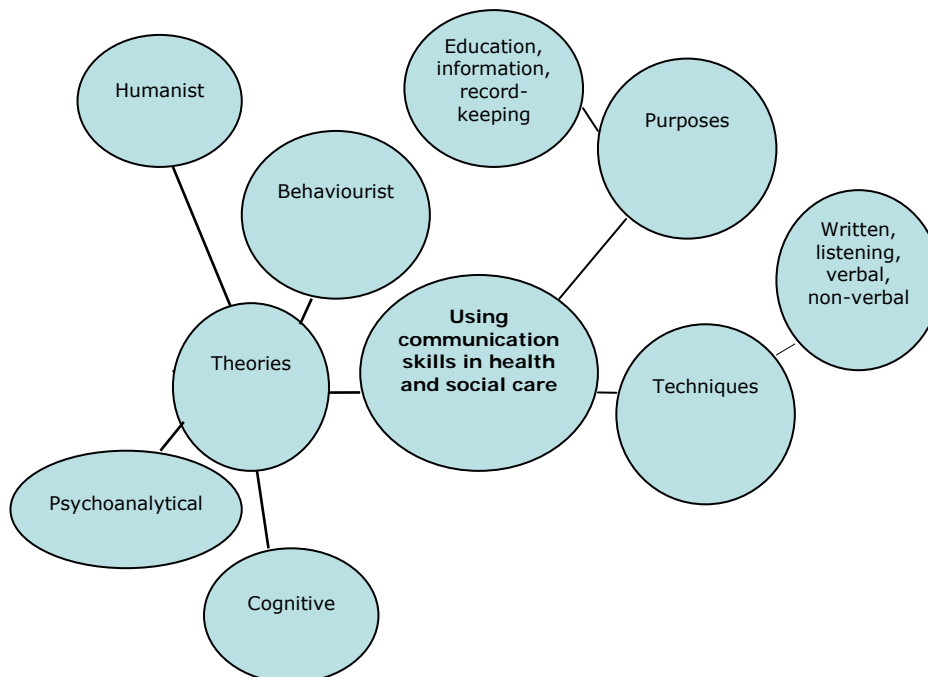 Education,
information,
record-
keeping
Humanist
Purposes
Behaviourist
Written,
listening,
verbal,
non-verbal
Using
communication
skills in health
and social care
Theories
Techniques
Psychoanalytical
Cognitive